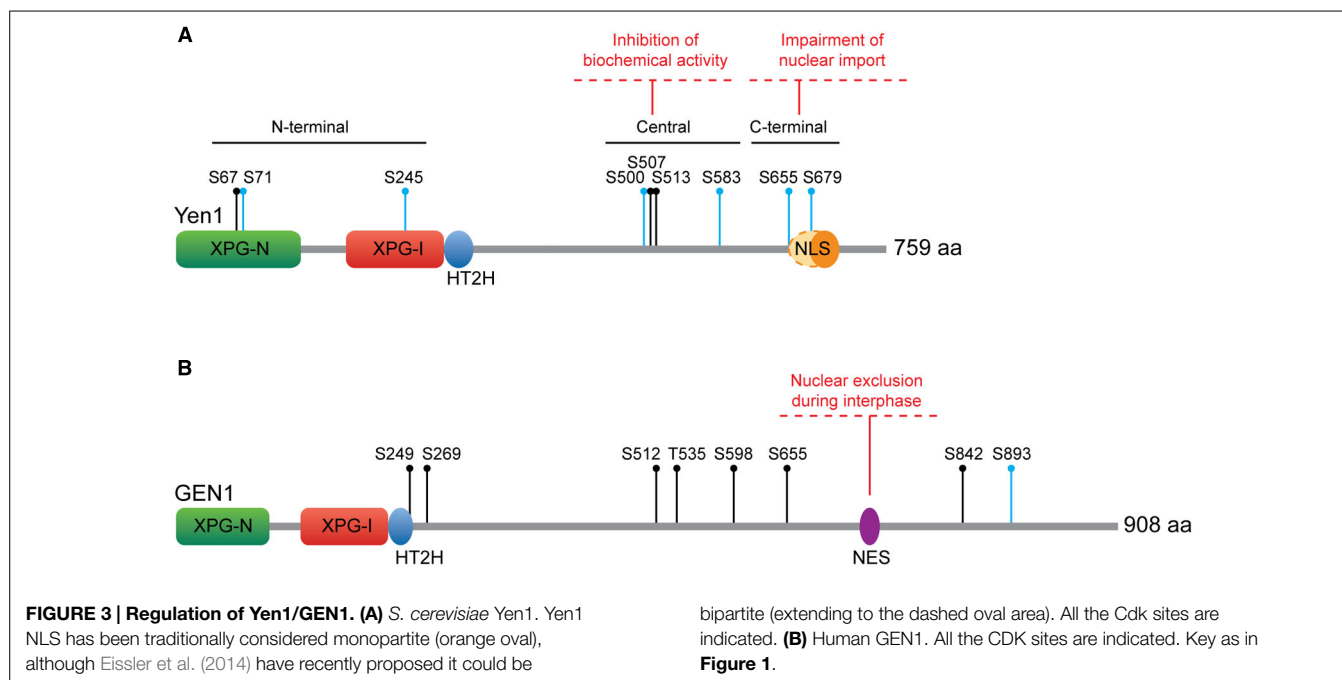 A
Inhibition of
biochemical activity
Impairment of
nuclear import
N-terminal
Central
C-terminal
S67 S71
S245
S507
S500 S513
S583
S655 S679
Yen1
XPG-N
XPG-I
HT2H
NLS
759 aa
B
Nuclear exclusion
during interphase
S249 S269
S512 T535 S598 S655
S842 S893
GEN1
XPG-N
XPG-I
HT2H
NES
908 aa
FIGURE 3 | Regulation of Yen1/GEN1. (A) S. cerevisiae Yen1. Yen1
NLS has been traditionally considered monopartite (orange oval),
although Eissler et al. (2014) have recently proposed it could be
bipartite (extending to the dashed oval area). All the Cdk sites are
indicated. (B) Human GEN1. All the CDK sites are indicated. Key as in
Figure 1.